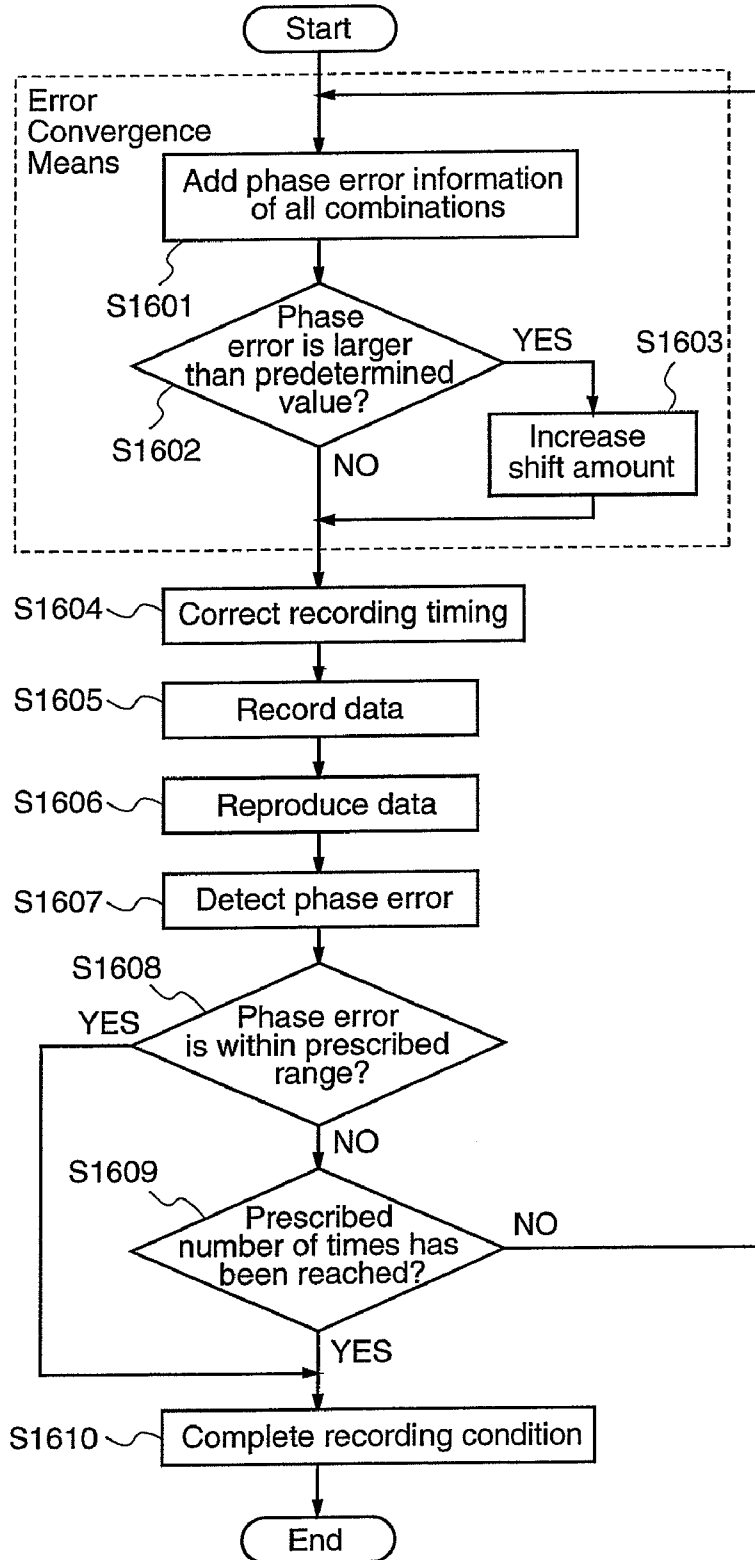 Start
Error
Convergence
Means
Add phase error information
of all combinations
S1601
Phase
error is larger
than predetermined
value?
YES
S1603
S1602
Increase
shift amount
NO
S1604
Correct recording timing
S1605
Record data
S1606
Reproduce data
S1607
Detect phase error
S1608
YES
Phase error
is within prescribed
range?
NO
S1609
Prescribed
number of times has
been reached?
NO
YES
S1610
Complete recording condition
End